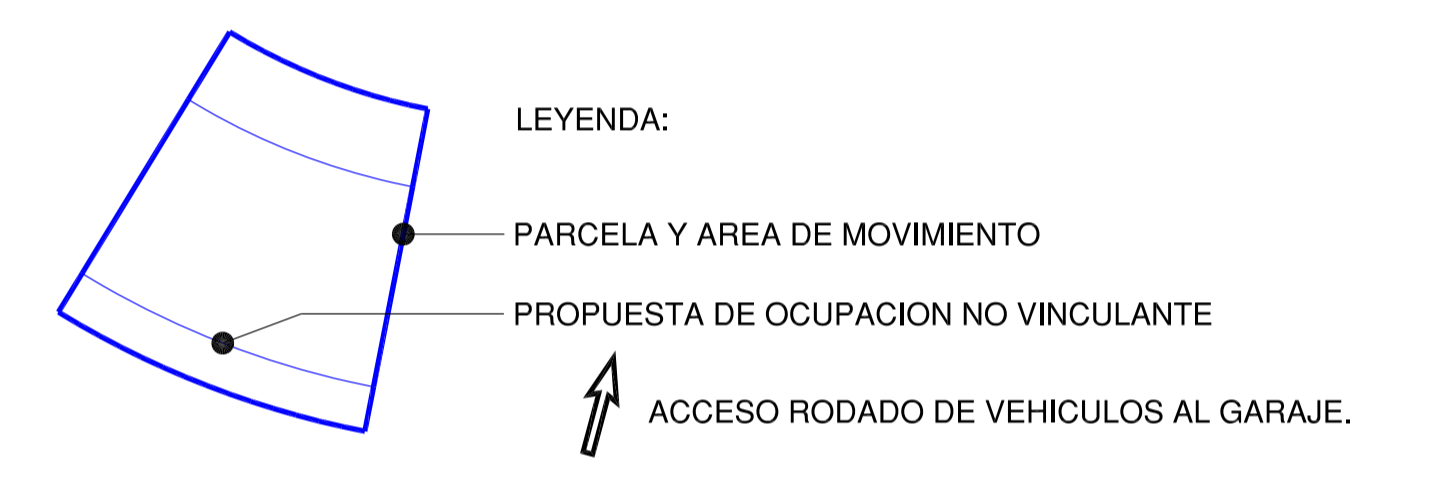 LEYENDA:
PARCELA Y AREA DE MOVIMIENTO
PROPUESTA DE OCUPACION NO VINCULANTE
ACCESO RODADO DE VEHICULOS AL GARAJE.